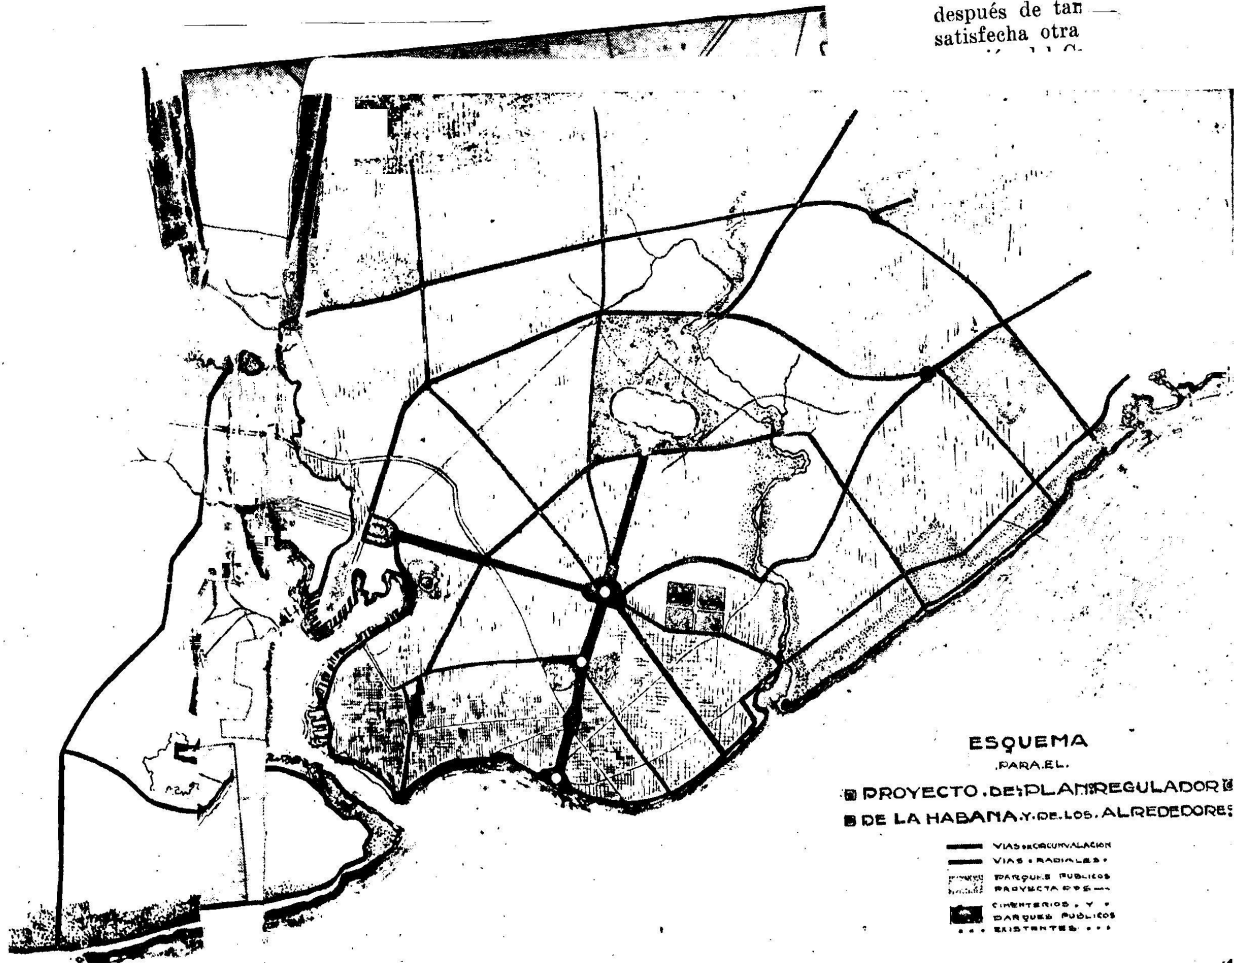 después de tan
satisfecha otra
ESQUEMA
.PARA.EL.
PROYECTO.DE:PLAN:REGULADOR
DE LA HABANA.Y.DE.LOS.ALREDEDORES
VIAS DE CIRCUNVALACION
VIAS • RADIALES •
PARQUES PUBLICOS
PROYECTADOS
CIMENTERIOS . Y •
PARQUES PUBLICOS
• • • EXISTENTES • • •